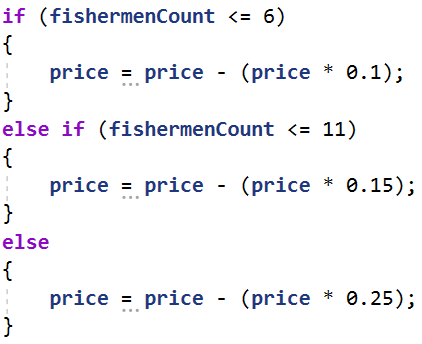 if (fishermenCount <= 6)
{
    price = price - (price * 0.1);
}
else if (fishermenCount <= 11)
{
    price = price - (price * 0.15);
}
else
{
    price = price - (price * 0.25);
}